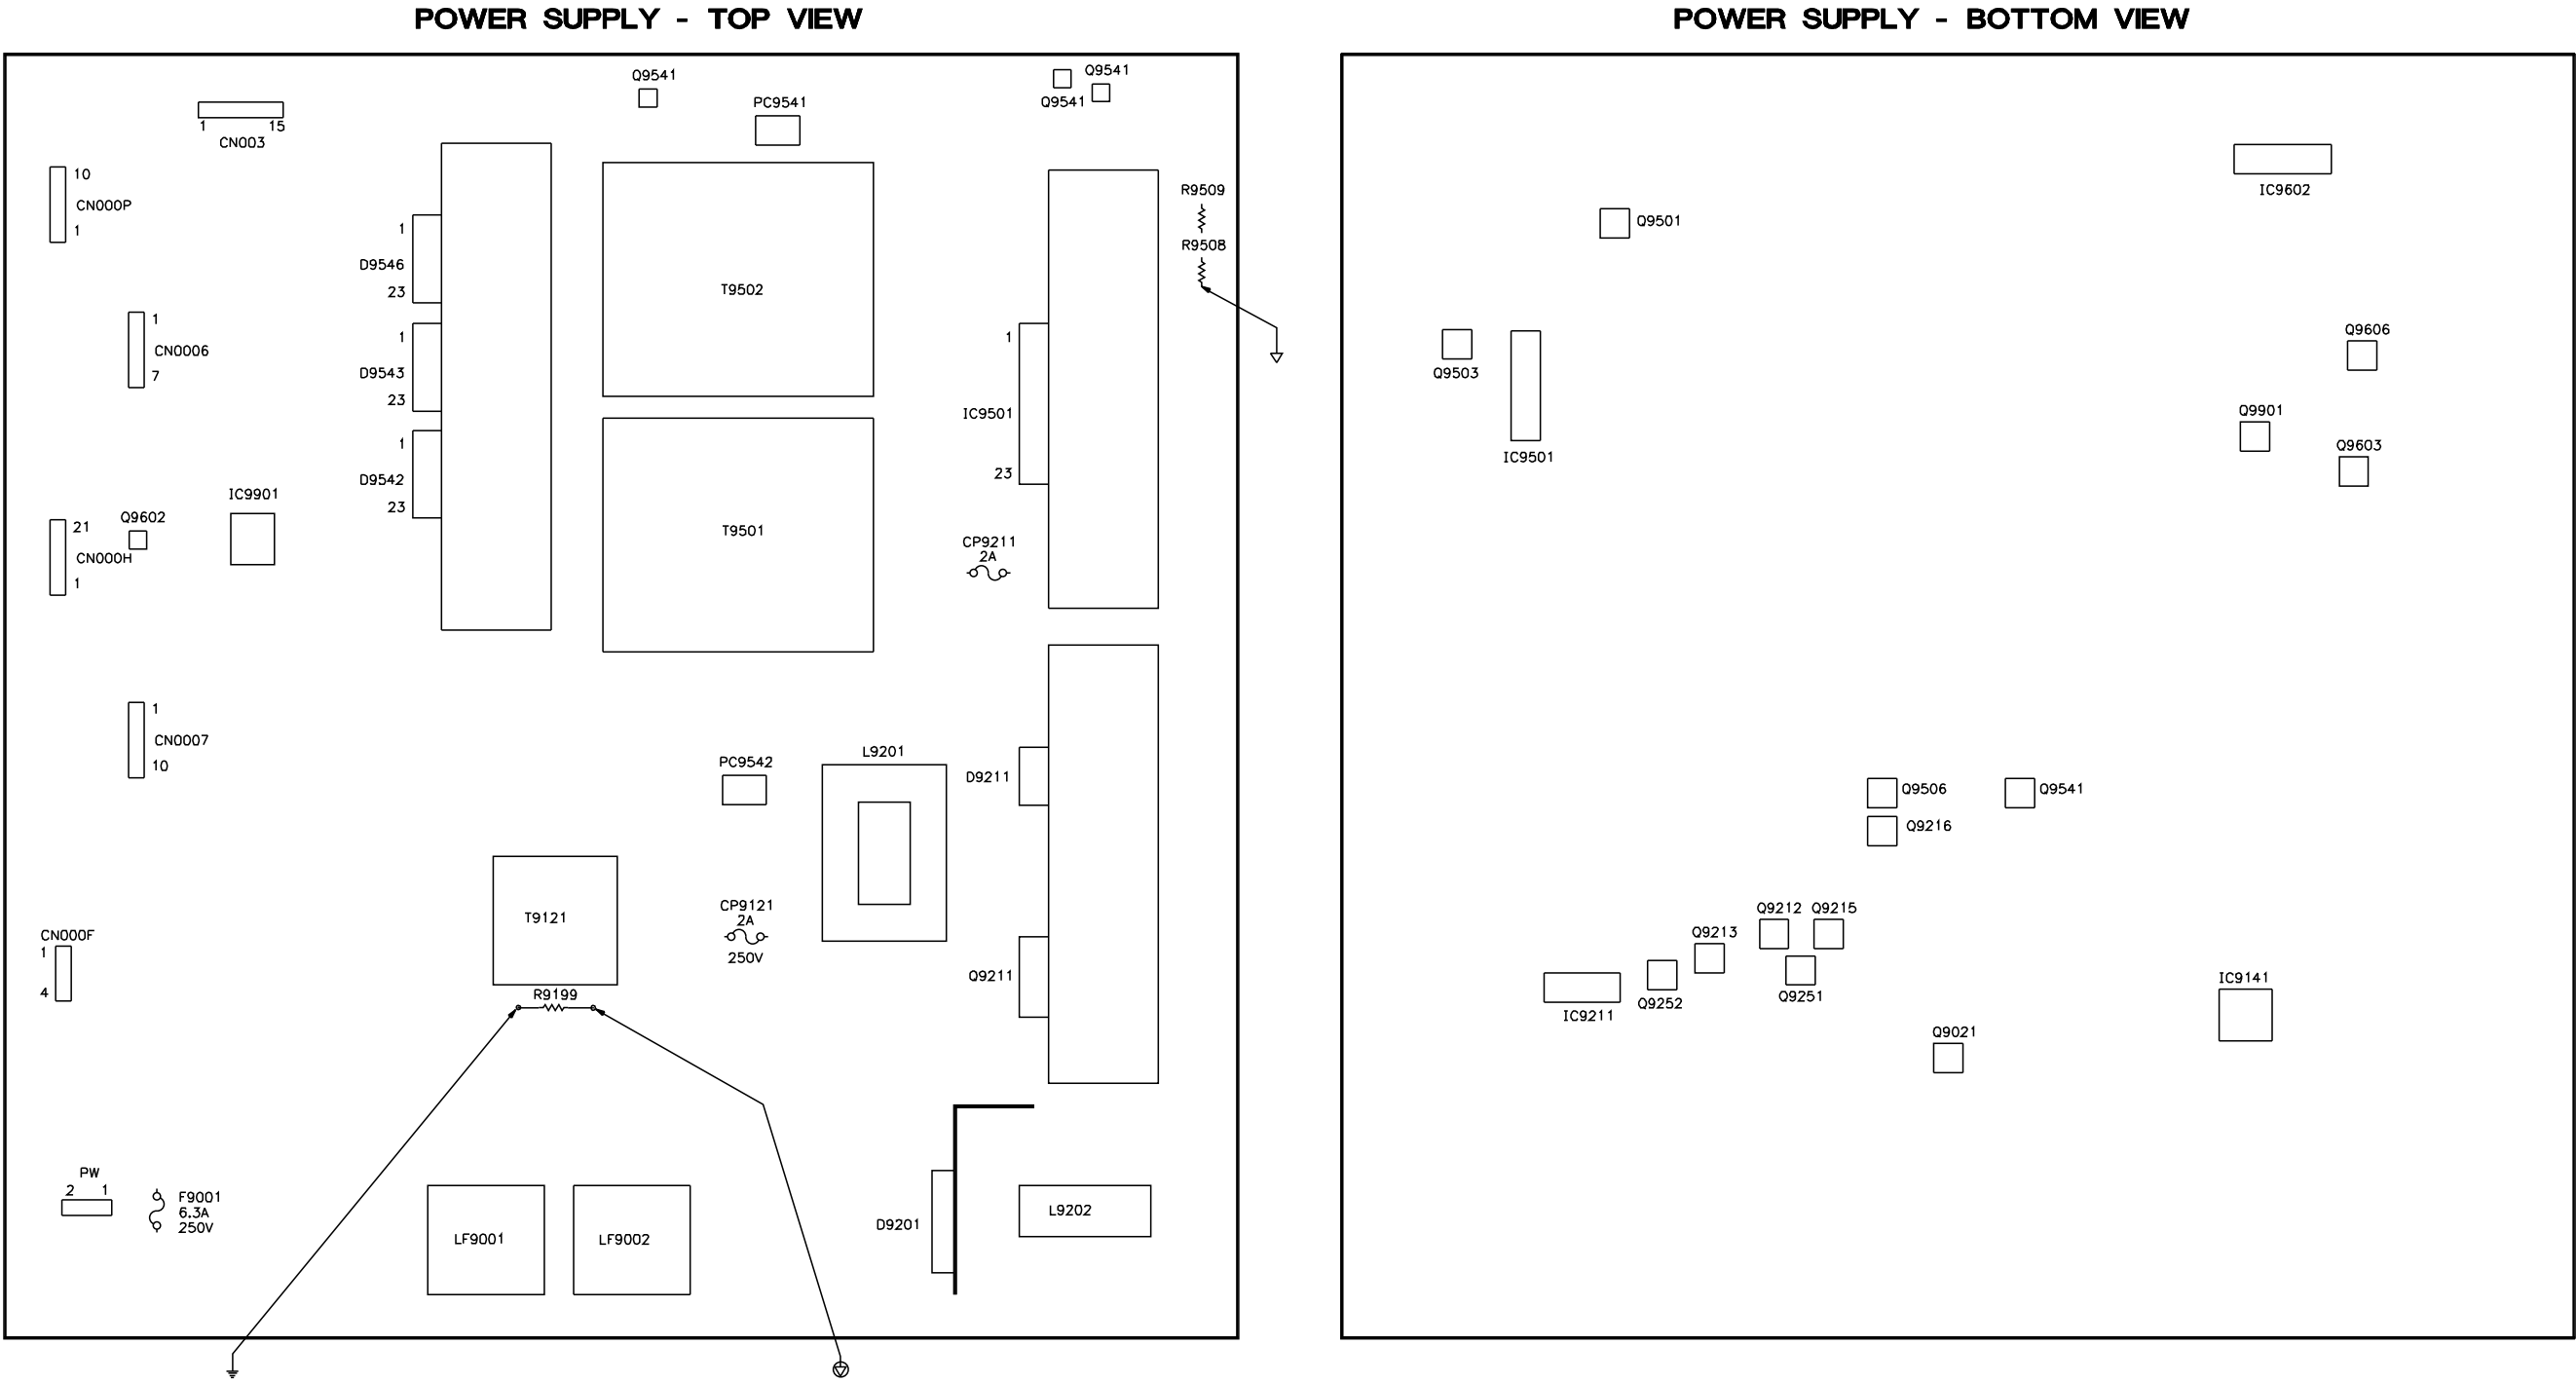 POWER SUPPLY - TOP VIEW
Q9541
PC9541
Q9541
Q9541
1 15
CN003
10
CN000P
1
1
D9546
23
T9502
R9509
R9508
1
CN0006
7
1
D9543
23
1
IC9501
23
1
D9542
23
T9501
IC9901
Q9602
21
CN000H
1
CP9211
2A
1
CN0007
10
PC9542
L9201
D9211
T9121
CP9121
2A
250V
CN000F
1
4
Q9211
R9199
PW
2 1
F9001
6.3A
250V
LF9001
LF9002
D9201
L9202
POWER SUPPLY - BOTTOM VIEW
IC9602
Q9501
Q9503
IC9501
Q9606
Q9901
Q9603
Q9506
Q9541
Q9216
Q9212
Q9215
Q9213
Q9251
Q9252
IC9211
IC9141
Q9021